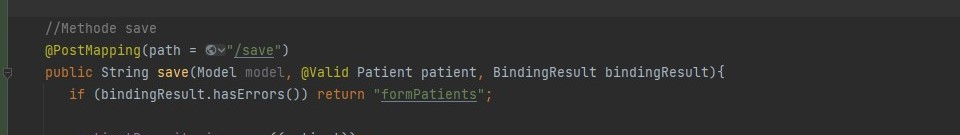 //Methode save
@PostMapping(path = "/save")
public String save(Model model, @Valid Patient patient, BindingResult bindingResult){
if (bindingResult.hasErrors()) return "formPatients";